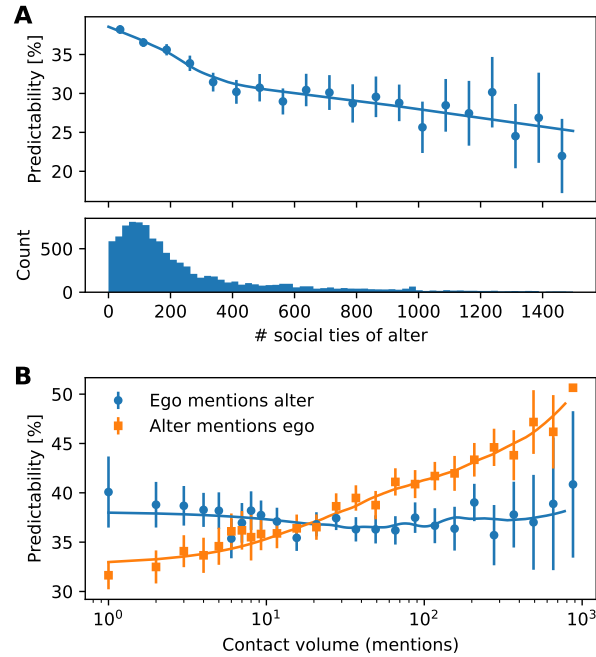 A
Predictability [%]
35
30
25
20
Count
500
0
0 200 400 600 800 1000 1200 1400
# social ties of alter
B
Predictability [%]
50
45
40
35
30
Ego mentions alter
Alter mentions ego
10⁰ 10¹ 10² 10³
Contact volume (mentions)